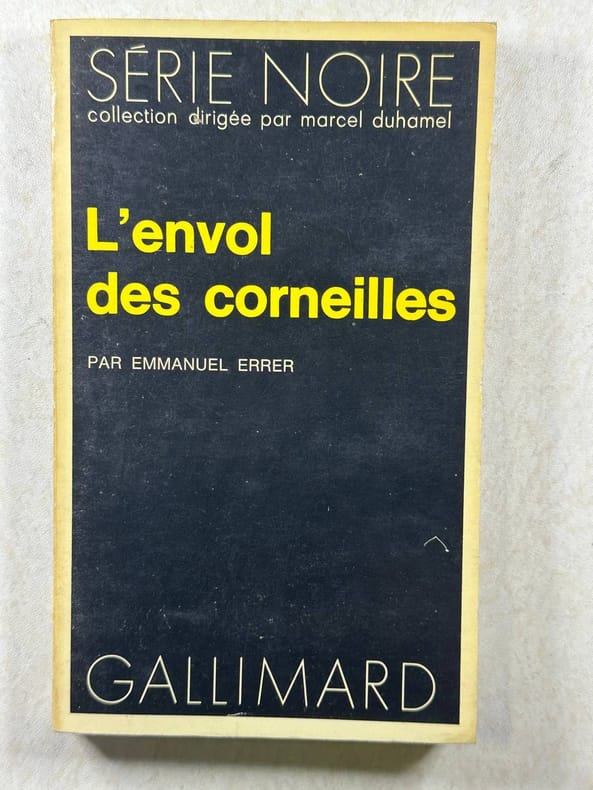 SÉRIE NOIRE
collection dirigée par marcel duhamel
L'envol
des corneilles
PAR EMMANUEL ERRER
GALLIMARD